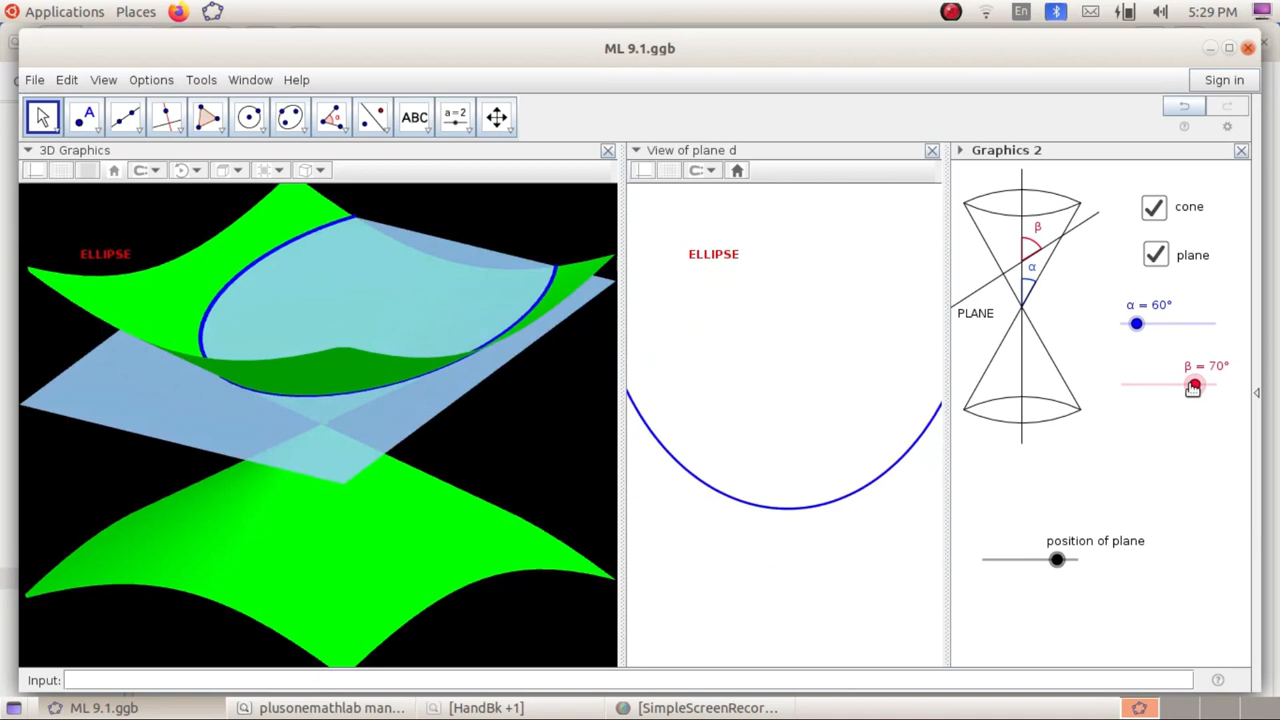 Applications Places En 5:29 PM
ML 9.1.ggb
File Edit View Options Tools Window Help Sign in
A α ABC a=2
3D Graphics View of plane d Graphics 2
ELLIPSE
ELLIPSE
β
α
PLANE
cone
plane
α = 60°
β = 70°
position of plane
Input:
ML 9.1.ggb plusonemathlab man... [HandBk +1] [SimpleScreenRecor...